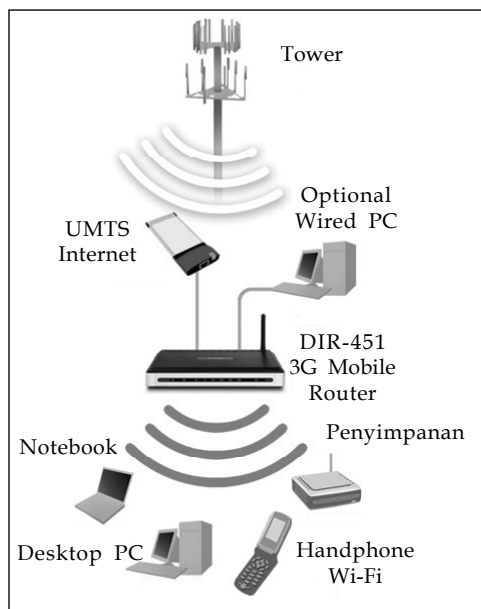 Tower
Optional
Wired PC
UMTS
Internet
DIR-451
3G Mobile
Router
Notebook
Penyimpanan
Desktop PC
Handphone
Wi-Fi